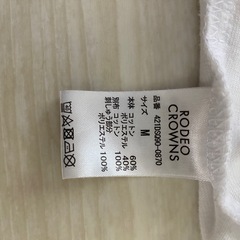 RODEO
CROWNS
品番 421DSQ90-0870
サイズ M
本体 コットン 60%
ポリエステル 40%
別布 コットン 100%
刺しゅう部分
ポリエステル 100%